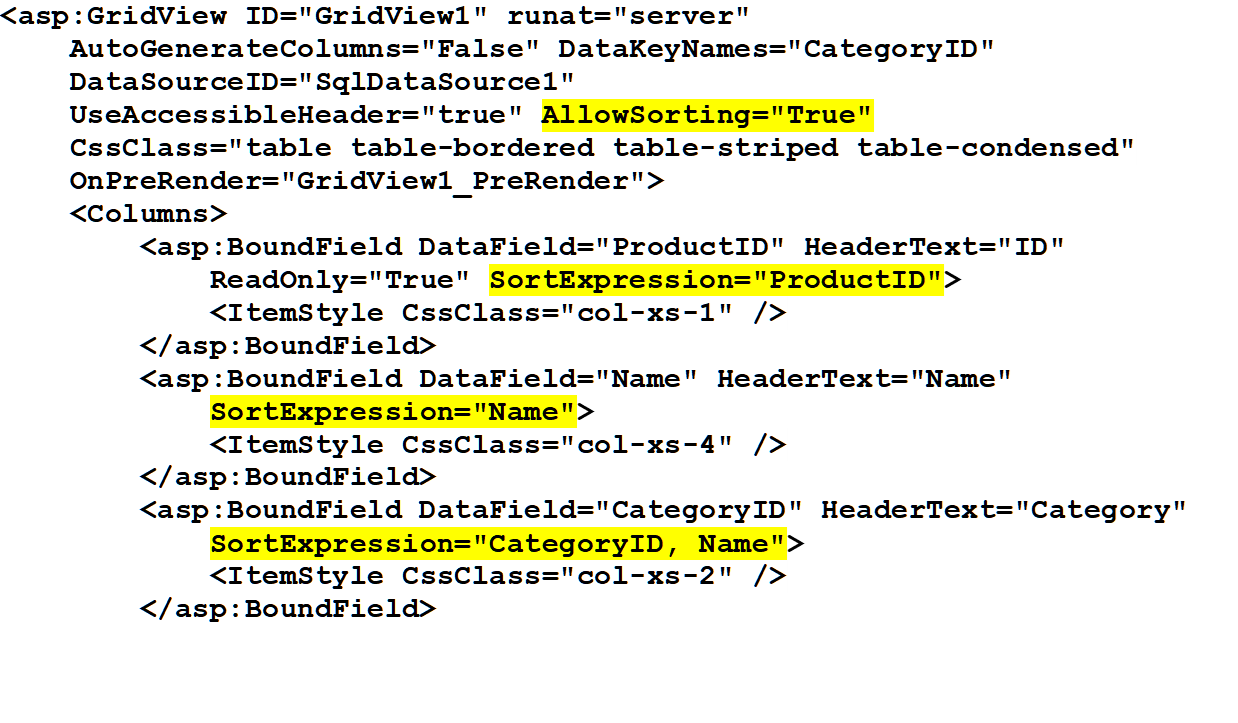 <asp:GridView ID="GridView1" runat="server"
AutoGenerateColumns="False" DataKeyNames="CategoryID"
DataSourceID="SqlDataSource1"
UseAccessibleHeader="true" AllowSorting="True"
CssClass="table table-bordered table-striped table-condensed"
OnPreRender="GridView1_PreRender">
<Columns>
<asp:BoundField DataField="ProductID" HeaderText="ID"
ReadOnly="True" SortExpression="ProductID">
<ItemStyle CssClass="col-xs-1" />
</asp:BoundField>
<asp:BoundField DataField="Name" HeaderText="Name"
SortExpression="Name">
<ItemStyle CssClass="col-xs-4" />
</asp:BoundField>
<asp:BoundField DataField="CategoryID" HeaderText="Category"
SortExpression="CategoryID, Name">
<ItemStyle CssClass="col-xs-2" />
</asp:BoundField>